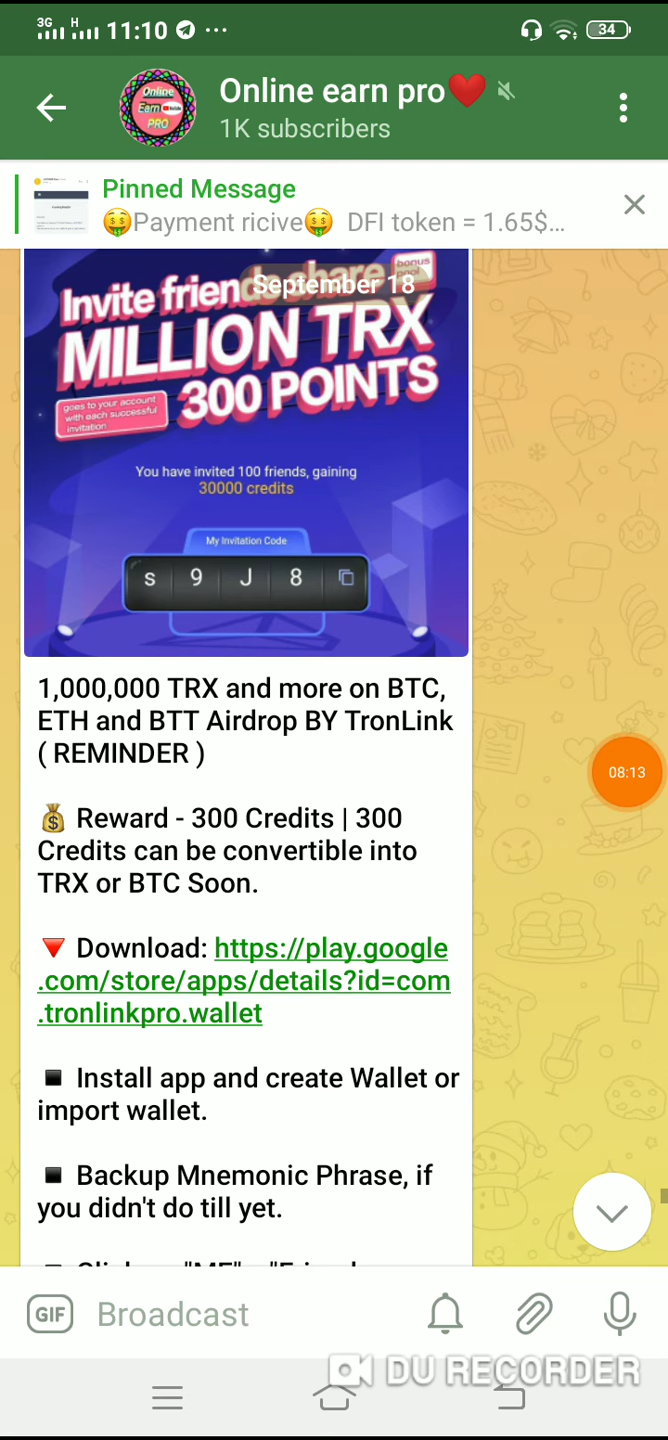 3G H 11:10 ... 34
Online earn pro❤️
1K subscribers
Online
Earn
PRO
Pinned Message
🤑Payment ricive🤑 DFI token = 1.65$…
Invite friends share bonus
September 18
MILLION TRX
300 POINTS
goes to your account
with each successful
invitation
You have invited 100 friends, gaining
30000 credits
My Invitation Code
s 9 J 8
1,000,000 TRX and more on BTC,
ETH and BTT Airdrop BY TronLink
( REMINDER )
💰 Reward - 300 Credits | 300
Credits can be convertible into
TRX or BTC Soon.
🔻 Download: https://play.google
.com/store/apps/details?id=com
.tronlinkpro.wallet
◾ Install app and create Wallet or
import wallet.
◾ Backup Mnemonic Phrase, if
you didn't do till yet.
08:13
GIF Broadcast
DU RECORDER